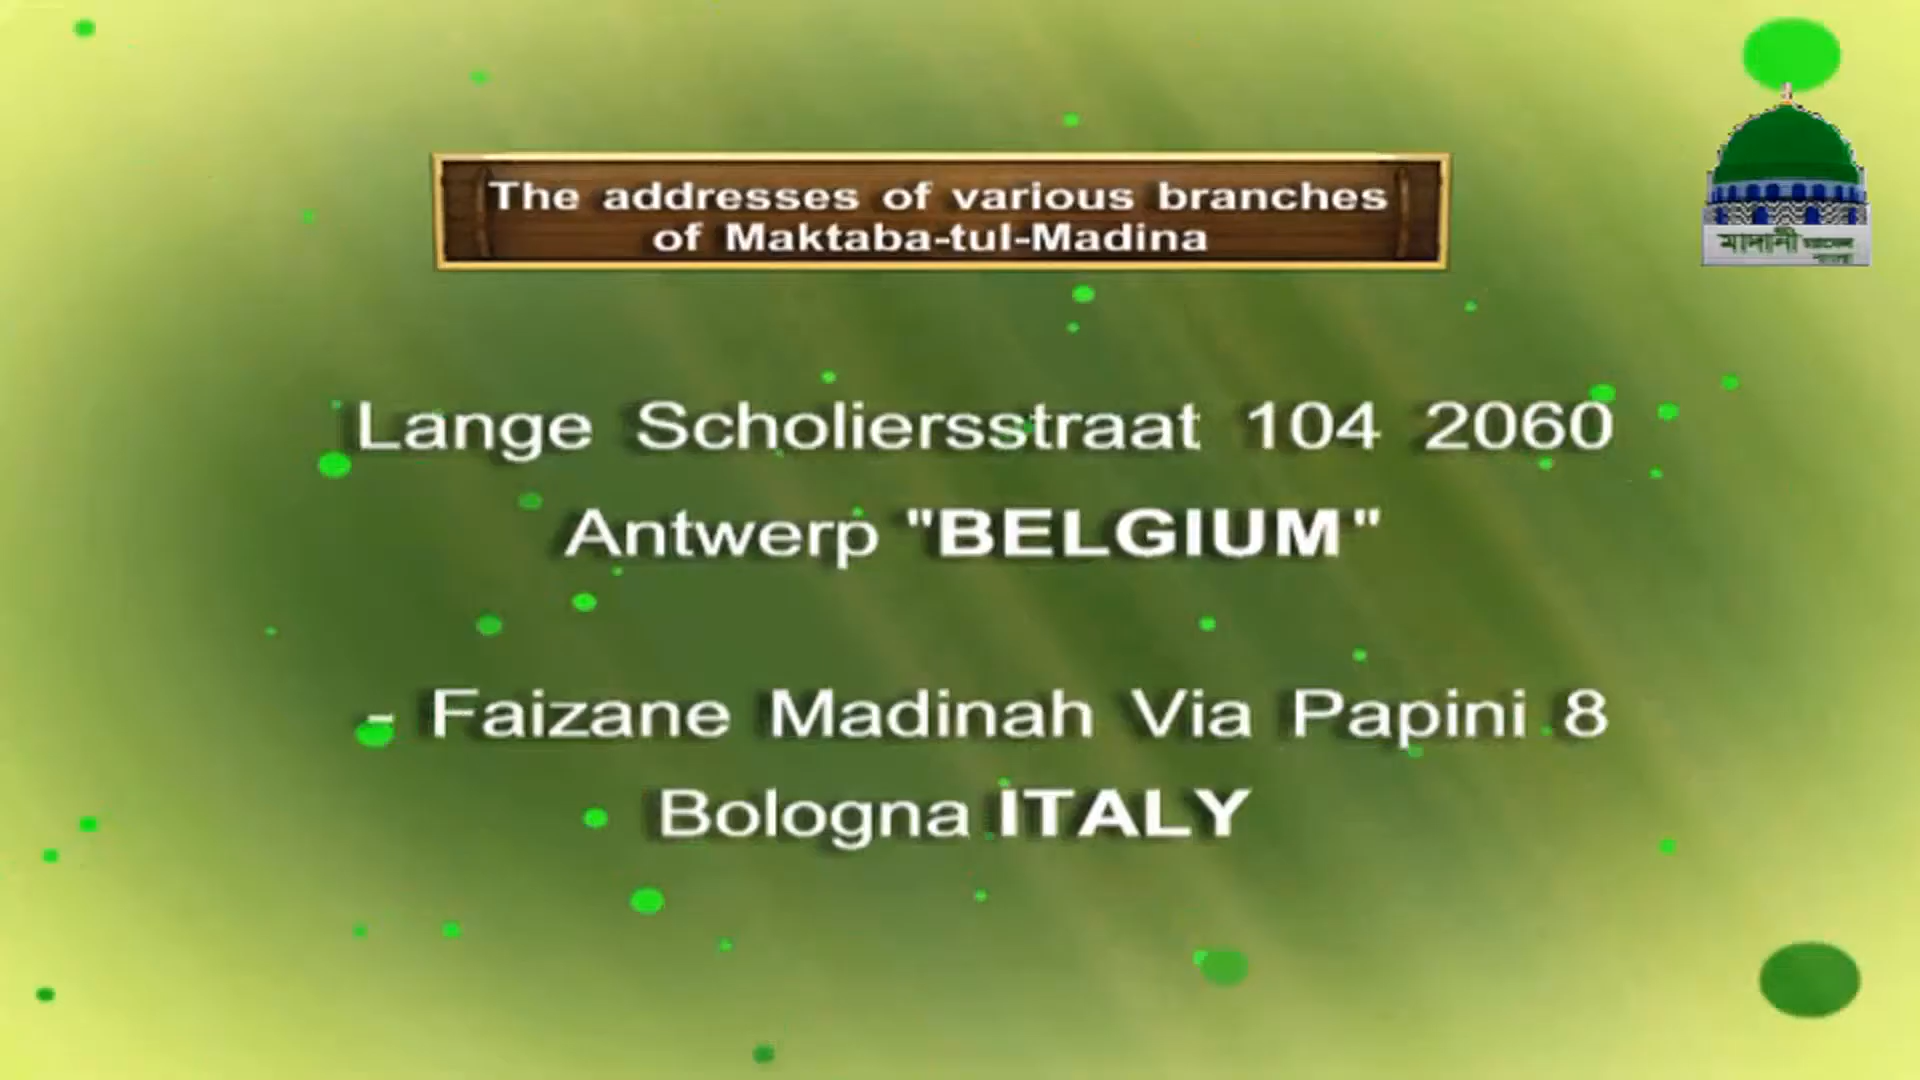 The addresses of various branches
of Maktaba-tul-Madina
মাদানী
Lange Scholiersstraat 104 2060
Antwerp "BELGIUM"
- Faizane Madinah Via Papini 8
Bologna ITALY